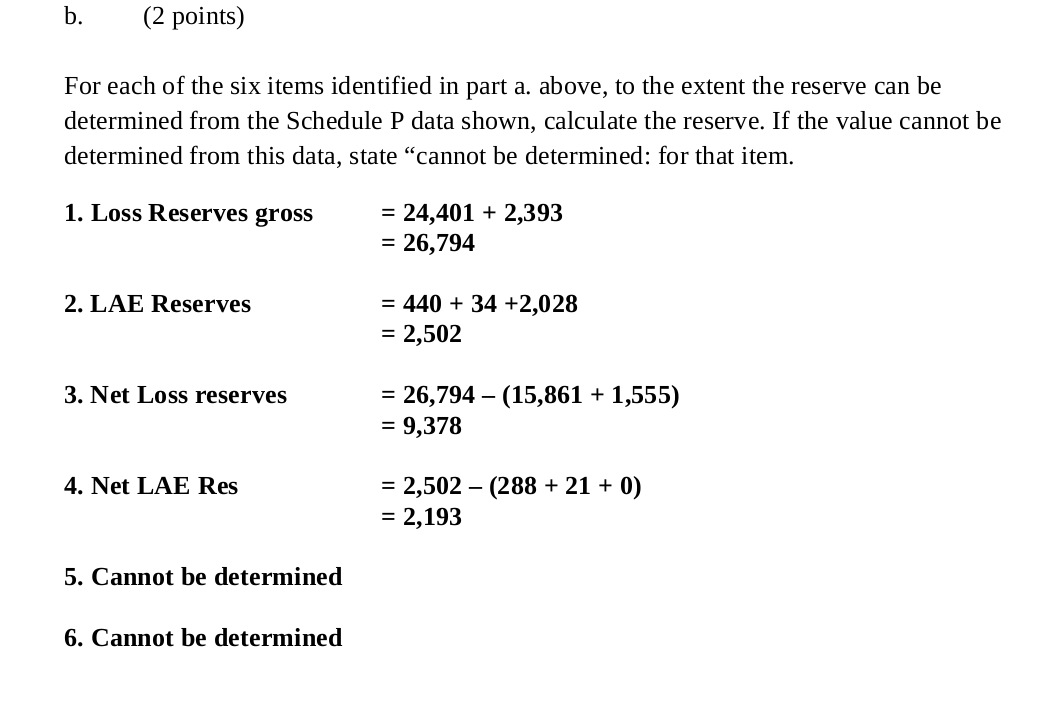 b. (2 points)
For each of the six items identified in part a. above, to the extent the reserve can be
determined from the Schedule P data shown, calculate the reserve. If the value cannot be
determined from this data, state “cannot be determined: for that item.
1. Loss Reserves gross = 24,401 + 2,393
= 26,794
2. LAE Reserves = 440 + 34 +2,028
= 2,502
3. Net Loss reserves = 26,794 – (15,861 + 1,555)
= 9,378
4. Net LAE Res = 2,502 – (288 + 21 + 0)
= 2,193
5. Cannot be determined
6. Cannot be determined